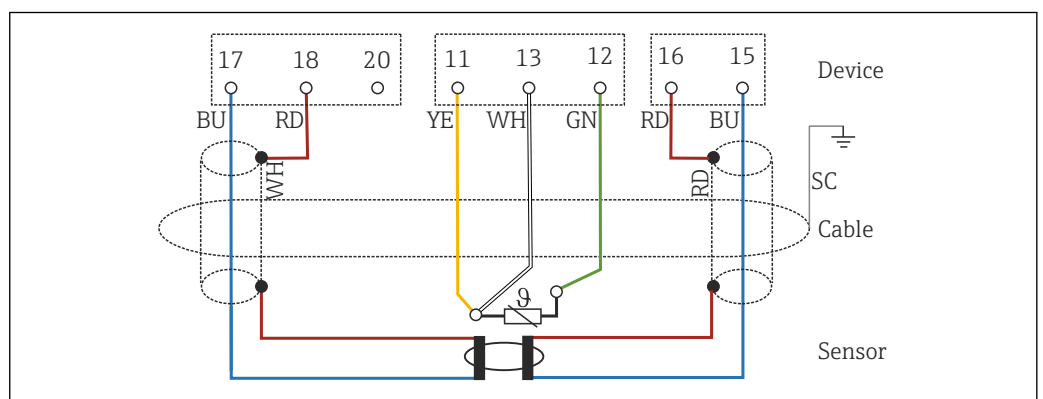 17 18 20 11 13 12 16 15
Device
BU RD YE WH GN RD BU
WH RD SC
Cable
ϑ
Sensor